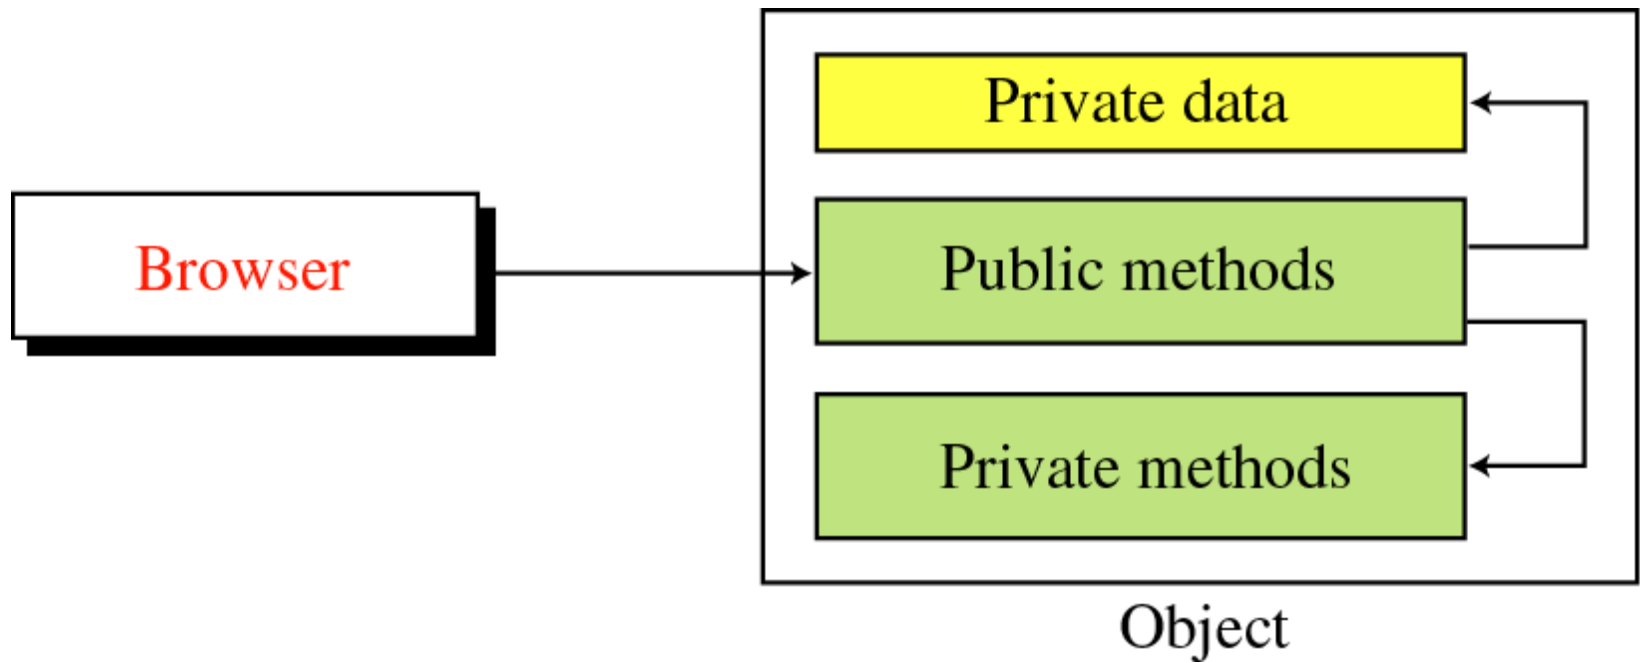 Private data
Browser
Public methods
Private methods
Object